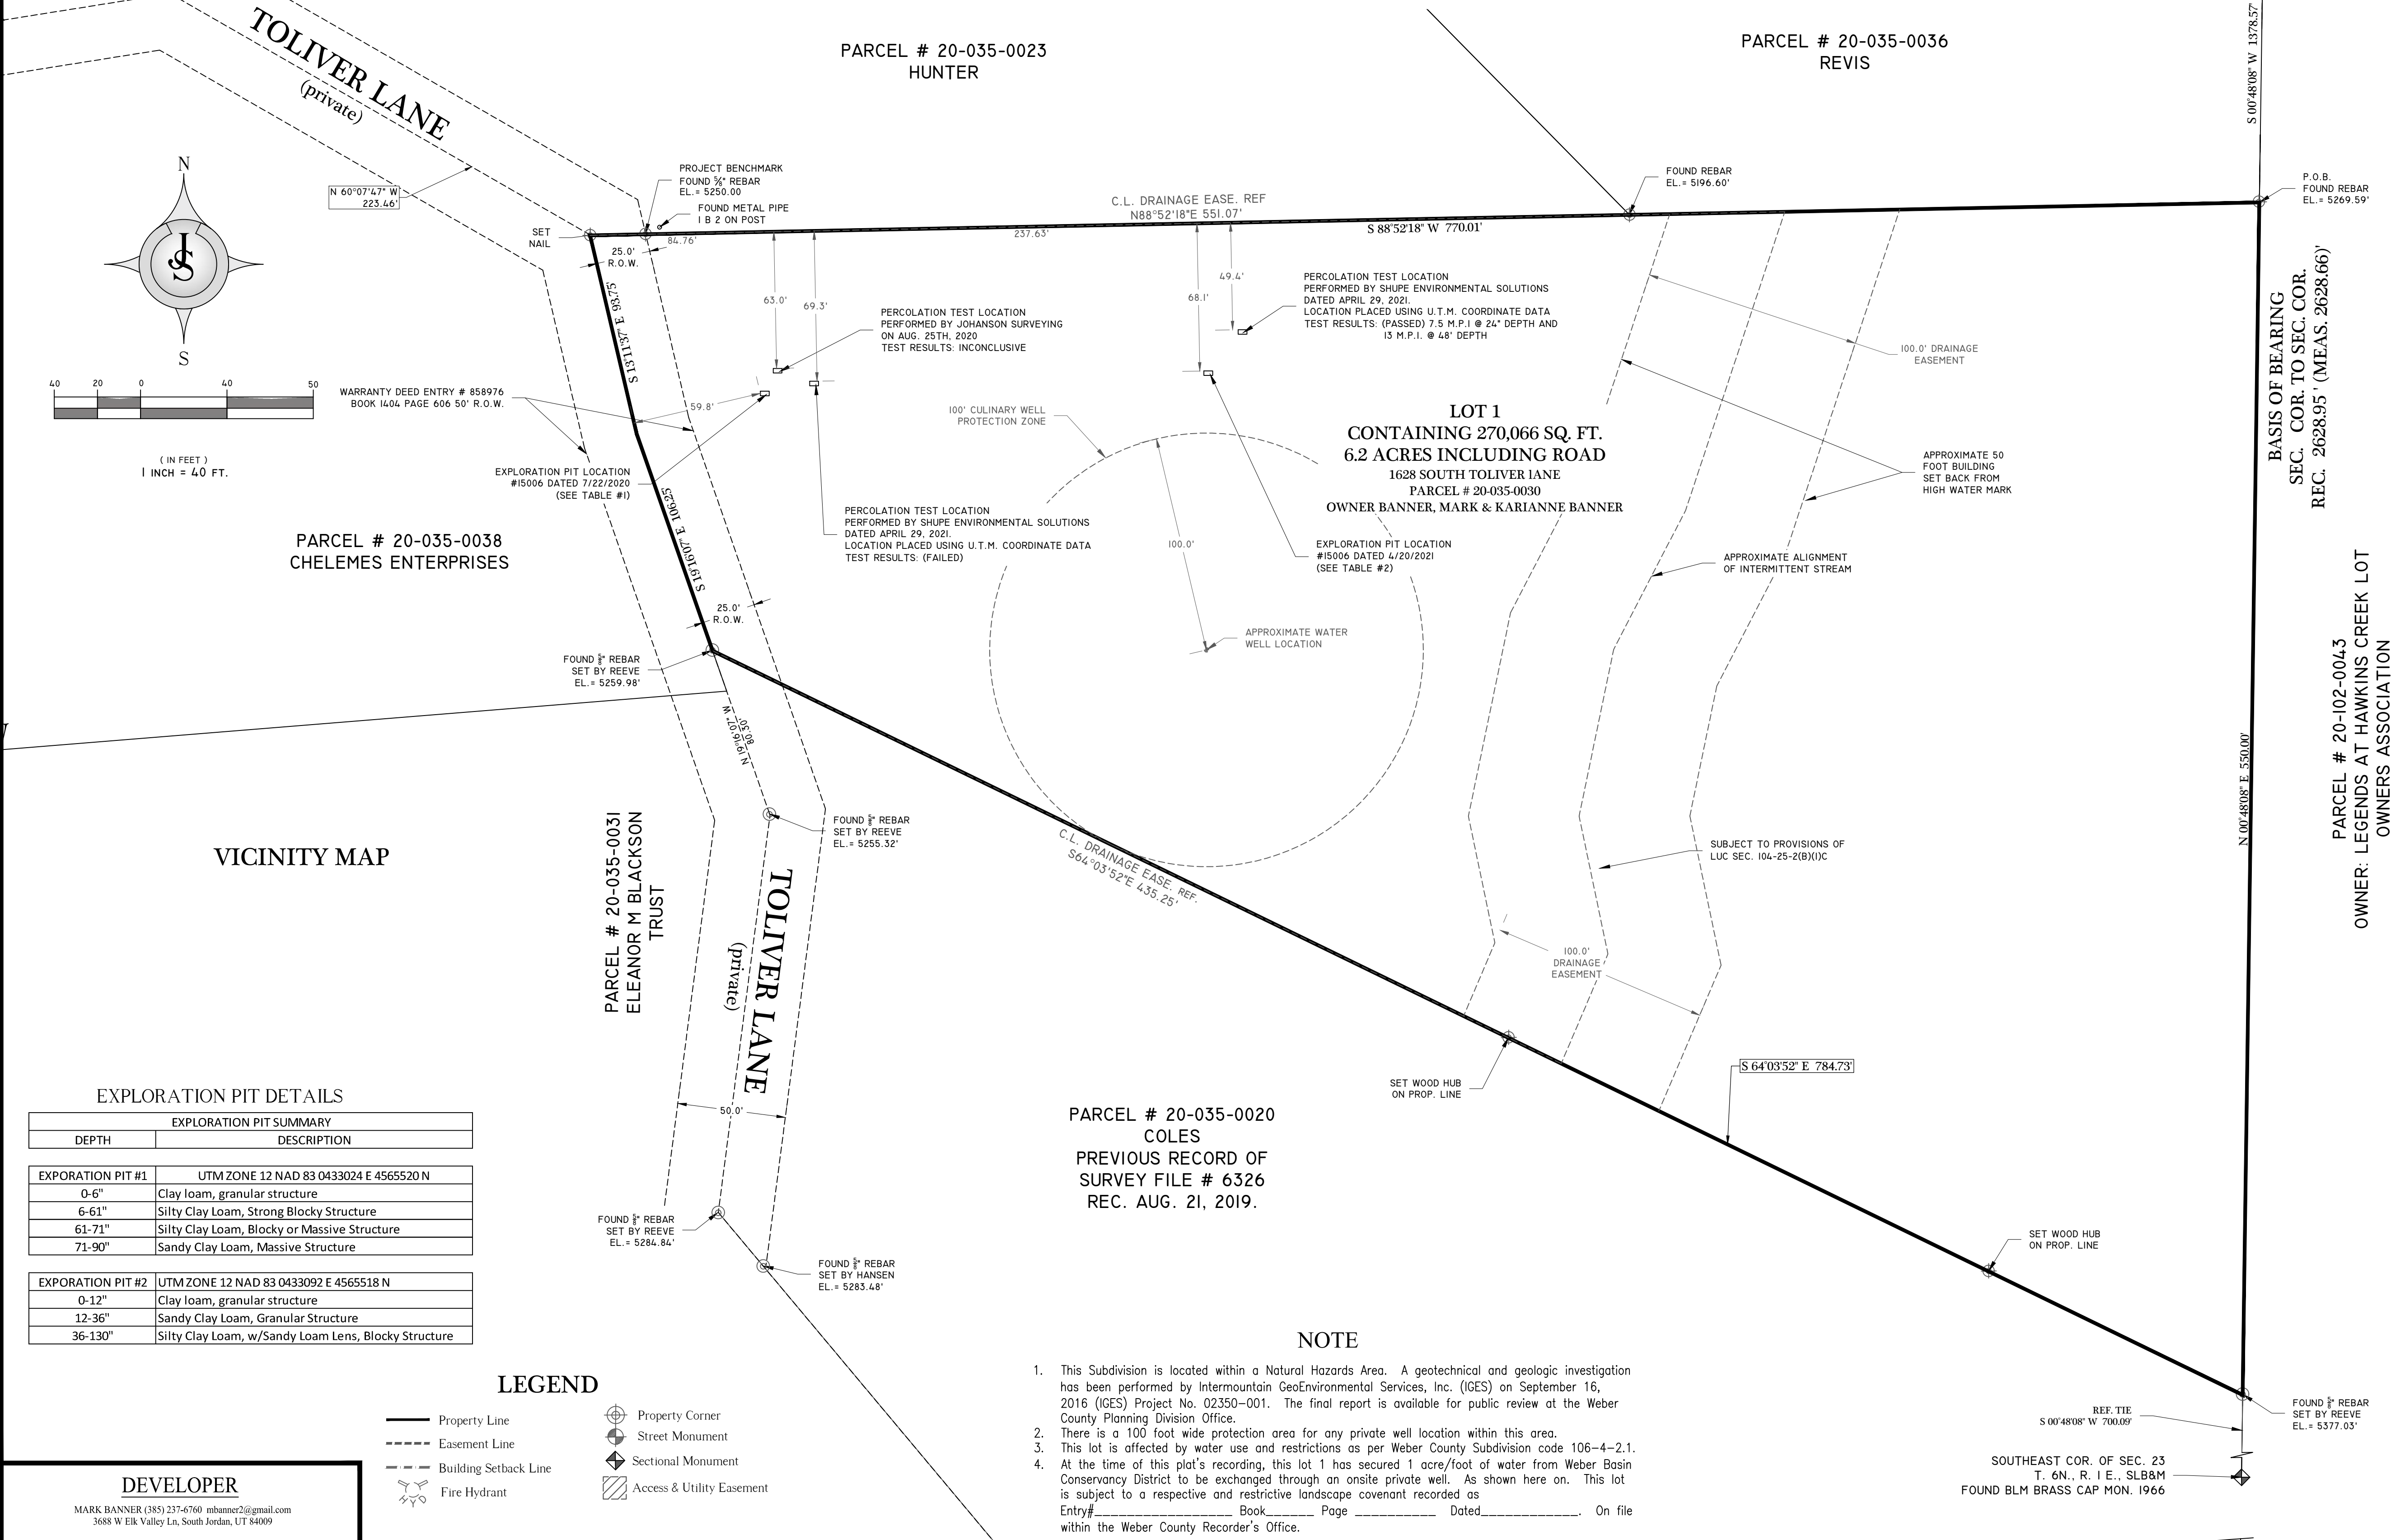 TOLIVER LANE
(private)
PARCEL # 20-035-0023
HUNTER
PARCEL # 20-035-0036
REVIS
S 00°48'08" W 1378.57'
N
JS
S
N 60°07'47" W
223.46'
PROJECT BENCHMARK
FOUND ⅝" REBAR
EL.= 5250.00
FOUND METAL PIPE
1 B 2 ON POST
SET
NAIL
84.76'
25.0'
R.O.W.
C.L. DRAINAGE EASE. REF
N88°52'18"E 551.07'
237.63'
S 88°52'18" W 770.01'
FOUND REBAR
EL.= 5196.60'
P.O.B.
FOUND REBAR
EL.= 5269.59'
S 13°11'37" E 93.75'
63.0'
69.3'
68.1'
49.4'
59.8'
PERCOLATION TEST LOCATION
PERFORMED BY JOHANSON SURVEYING
ON AUG. 25TH, 2020
TEST RESULTS: INCONCLUSIVE
PERCOLATION TEST LOCATION
PERFORMED BY SHUPE ENVIRONMENTAL SOLUTIONS
DATED APRIL 29, 2021.
LOCATION PLACED USING U.T.M. COORDINATE DATA
TEST RESULTS: (PASSED) 7.5 M.P.I @ 24" DEPTH AND
13 M.P.I. @ 48' DEPTH
100.0' DRAINAGE
EASEMENT
BASIS OF BEARING
SEC. COR. TO SEC. COR.
REC. 2628.95 ' (MEAS. 2628.66)'
40 20 0 40 50
( IN FEET )
1 INCH = 40 FT.
WARRANTY DEED ENTRY # 858976
BOOK 1404 PAGE 606 50' R.O.W.
100' CULINARY WELL
PROTECTION ZONE
LOT 1
CONTAINING 270,066 SQ. FT.
6.2 ACRES INCLUDING ROAD
1628 SOUTH TOLIVER lANE
PARCEL # 20-035-0030
OWNER BANNER, MARK & KARIANNE BANNER
APPROXIMATE 50
FOOT BUILDING
SET BACK FROM
HIGH WATER MARK
EXPLORATION PIT LOCATION
#15006 DATED 7/22/2020
(SEE TABLE #1)
S 19°16'07" E 106.25'
PERCOLATION TEST LOCATION
PERFORMED BY SHUPE ENVIRONMENTAL SOLUTIONS
DATED APRIL 29, 2021.
LOCATION PLACED USING U.T.M. COORDINATE DATA
TEST RESULTS: (FAILED)
100.0'
EXPLORATION PIT LOCATION
#15006 DATED 4/20/2021
(SEE TABLE #2)
APPROXIMATE ALIGNMENT
OF INTERMITTENT STREAM
PARCEL # 20-035-0038
CHELEMES ENTERPRISES
25.0'
R.O.W.
APPROXIMATE WATER
WELL LOCATION
FOUND ⅝" REBAR
SET BY REEVE
EL.= 5259.98'
N 19°16'07" W
80.30'
PARCEL # 20-102-0043
OWNER: LEGENDS AT HAWKINS CREEK LOT
OWNERS ASSOCIATION
N 00°48'08" E 550.00'
VICINITY MAP
PARCEL # 20-035-0031
ELEANOR M BLACKSON
TRUST
FOUND ⅝" REBAR
SET BY REEVE
EL.= 5255.32'
C.L. DRAINAGE EASE. REF.
S64°03'52"E 435.25'
SUBJECT TO PROVISIONS OF
LUC SEC. 104-25-2(B)(1)C
TOLIVER LANE
(private)
100.0'
DRAINAGE
EASEMENT
50.0'
SET WOOD HUB
ON PROP. LINE
S 64°03'52" E 784.73'
PARCEL # 20-035-0020
COLES
PREVIOUS RECORD OF
SURVEY FILE # 6326
REC. AUG. 21, 2019.
FOUND ⅝" REBAR
SET BY REEVE
EL.= 5284.84'
FOUND ⅝" REBAR
SET BY HANSEN
EL.= 5283.48'
SET WOOD HUB
ON PROP. LINE
EXPLORATION PIT DETAILS
EXPLORATION PIT SUMMARY
DEPTH DESCRIPTION
EXPORATION PIT #1 UTM ZONE 12 NAD 83 0433024 E 4565520 N
0-6" Clay loam, granular structure
6-61" Silty Clay Loam, Strong Blocky Structure
61-71" Silty Clay Loam, Blocky or Massive Structure
71-90" Sandy Clay Loam, Massive Structure
EXPORATION PIT #2 UTM ZONE 12 NAD 83 0433092 E 4565518 N
0-12" Clay loam, granular structure
12-36" Sandy Clay Loam, Granular Structure
36-130" Silty Clay Loam, w/Sandy Loam Lens, Blocky Structure
LEGEND
Property Line
Easement Line
Building Setback Line
Fire Hydrant
Property Corner
Street Monument
Sectional Monument
Access & Utility Easement
DEVELOPER
MARK BANNER (385) 237-6760 mbanner2@gmail.com
3688 W Elk Valley Ln, South Jordan, UT 84009
NOTE
1. This Subdivision is located within a Natural Hazards Area. A geotechnical and geologic investigation
has been performed by Intermountain GeoEnvironmental Services, Inc. (IGES) on September 16,
2016 (IGES) Project No. 02350-001. The final report is available for public review at the Weber
County Planning Division Office.
2. There is a 100 foot wide protection area for any private well location within this area.
3. This lot is affected by water use and restrictions as per Weber County Subdivision code 106-4-2.1.
4. At the time of this plat's recording, this lot 1 has secured 1 acre/foot of water from Weber Basin
Conservancy District to be exchanged through an onsite private well. As shown here on. This lot
is subject to a respective and restrictive landscape covenant recorded as
Entry#_________________ Book______ Page __________ Dated____________. On file
within the Weber County Recorder's Office.
REF. TIE
S 00°48'08" W 700.09'
FOUND ⅝" REBAR
SET BY REEVE
EL.= 5377.03'
SOUTHEAST COR. OF SEC. 23
T. 6N., R. 1 E., SLB&M
FOUND BLM BRASS CAP MON. 1966